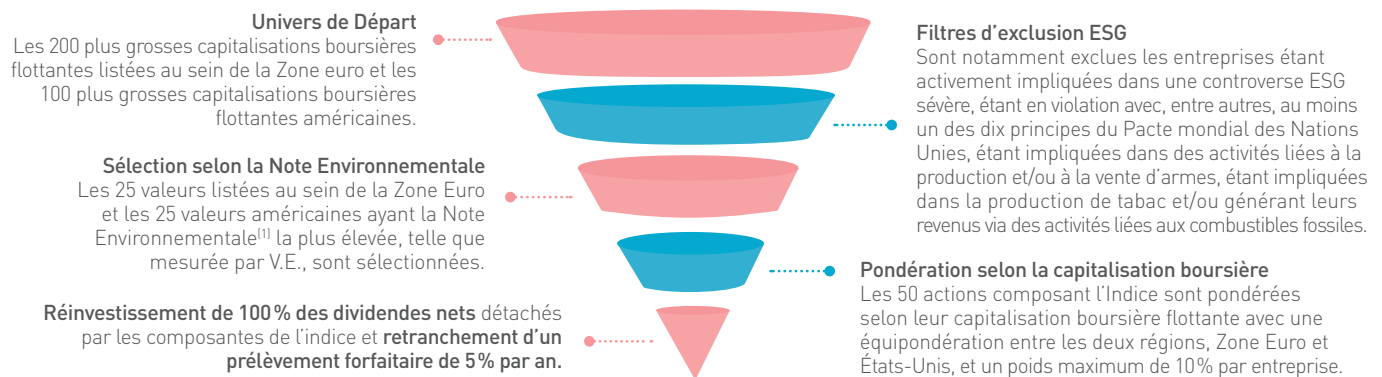 Univers de Départ
Les 200 plus grosses capitalisations boursières
flottantes listées au sein de la Zone euro et les
100 plus grosses capitalisations boursières
flottantes américaines.
Filtres d’exclusion ESG
Sont notamment exclues les entreprises étant
activement impliquées dans une controverse ESG
sévère, étant en violation avec, entre autres, au moins
un des dix principes du Pacte mondial des Nations
Unies, étant impliquées dans des activités liées à la
production et/ou à la vente d’armes, étant impliquées
dans la production de tabac et/ou générant leurs
revenus via des activités liées aux combustibles fossiles.
Sélection selon la Note Environnementale
Les 25 valeurs listées au sein de la Zone Euro
et les 25 valeurs américaines ayant la Note
Environnementale(1) la plus élevée, telle que
mesurée par V.E., sont sélectionnées.
Pondération selon la capitalisation boursière
Les 50 actions composant l’Indice sont pondérées
selon leur capitalisation boursière flottante avec une
équipondération entre les deux régions, Zone Euro et
États-Unis, et un poids maximum de 10% par entreprise.
Réinvestissement de 100% des dividendes nets détachés
par les composantes de l’indice et retranchement d’un
prélèvement forfaitaire de 5% par an.